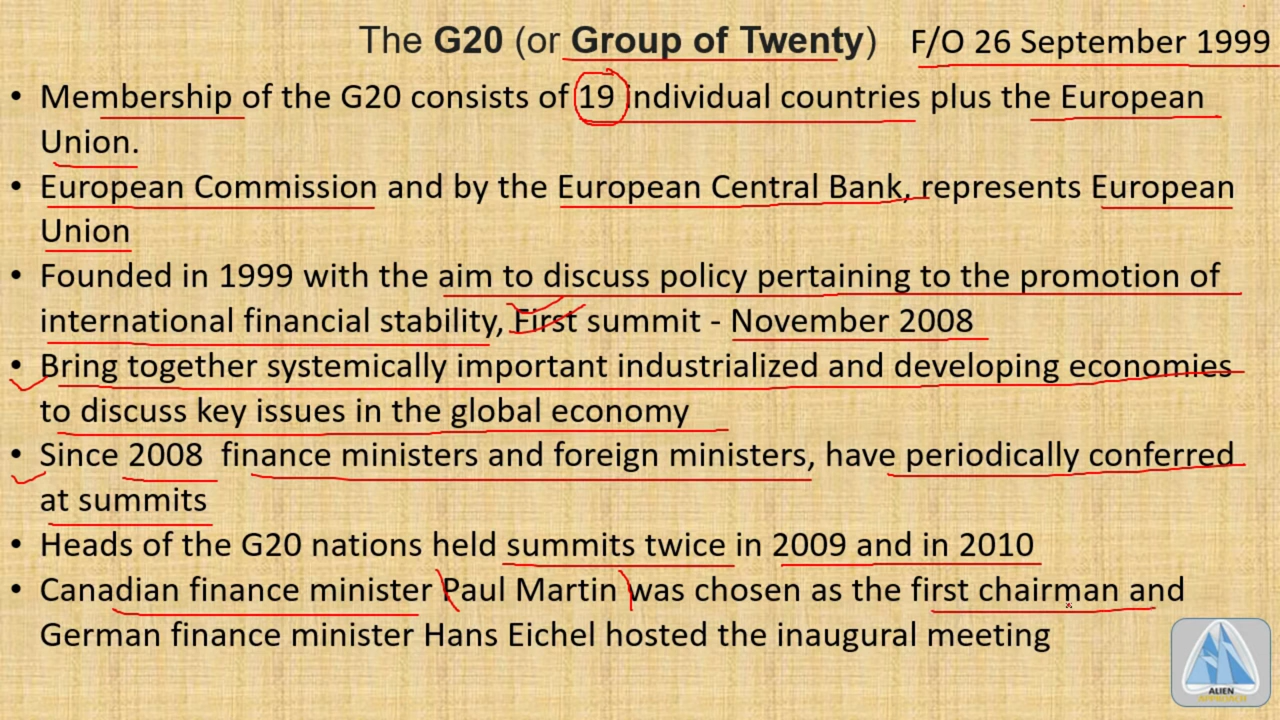 The G20 (or Group of Twenty) F/O 26 September 1999
• Membership of the G20 consists of 19 individual countries plus the European
Union.
• European Commission and by the European Central Bank, represents European
Union
• Founded in 1999 with the aim to discuss policy pertaining to the promotion of
international financial stability, First summit - November 2008
• Bring together systemically important industrialized and developing economies
to discuss key issues in the global economy
• Since 2008 finance ministers and foreign ministers, have periodically conferred
at summits
• Heads of the G20 nations held summits twice in 2009 and in 2010
• Canadian finance minister Paul Martin was chosen as the first chairman and
German finance minister Hans Eichel hosted the inaugural meeting
ALIEN